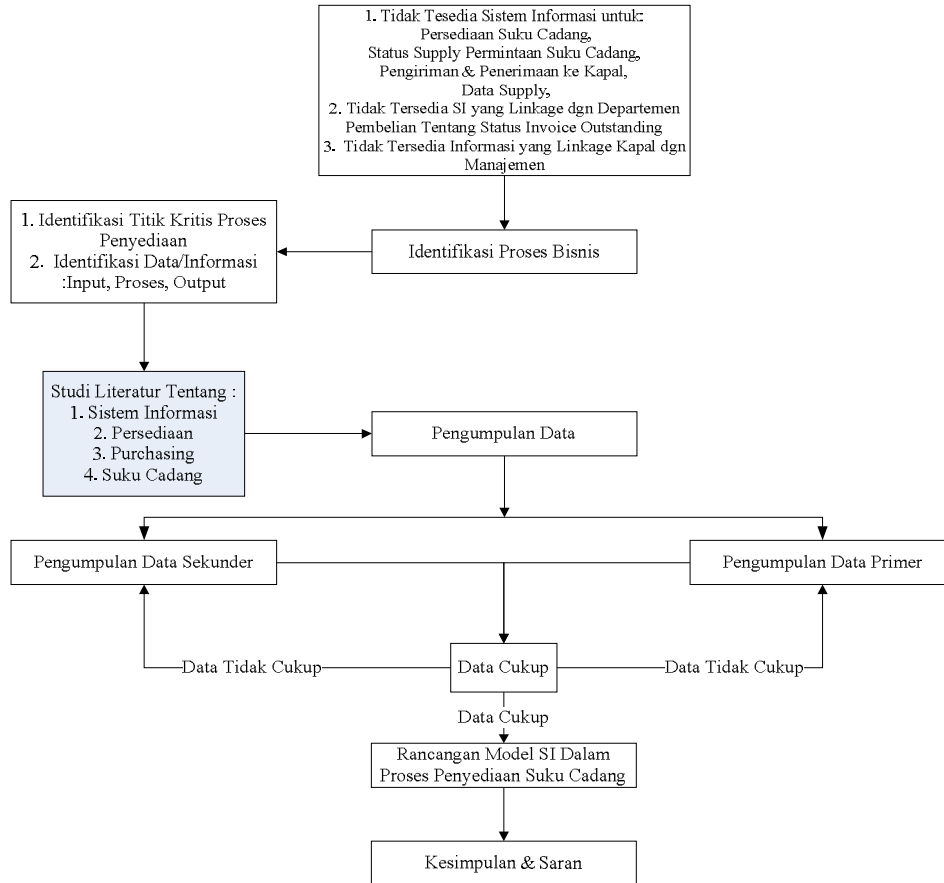 1. Tidak Tesedia Sistem Informasi untuk:
Persediaan Suku Cadang,
Status Supply Permintaan Suku Cadang,
Pengiriman & Penerimaan ke Kapal,
Data Supply,
2. Tidak Tersedia SI yang Linkage dgn Departemen
Pembelian Tentang Status Invoice Outstanding
3. Tidak Tersedia Informasi yang Linkage Kapal dgn
Manajemen
1. Identifikasi Titik Kritis Proses
Penyediaan
2. Identifikasi Data/Informasi
:Input, Proses, Output
Identifikasi Proses Bisnis
Studi Literatur Tentang :
1. Sistem Informasi
2. Persediaan
3. Purchasing
4. Suku Cadang
Pengumpulan Data
Pengumpulan Data Sekunder
Pengumpulan Data Primer
Data Tidak Cukup
Data Cukup
Data Tidak Cukup
Data Cukup
Rancangan Model SI Dalam
Proses Penyediaan Suku Cadang
Kesimpulan & Saran